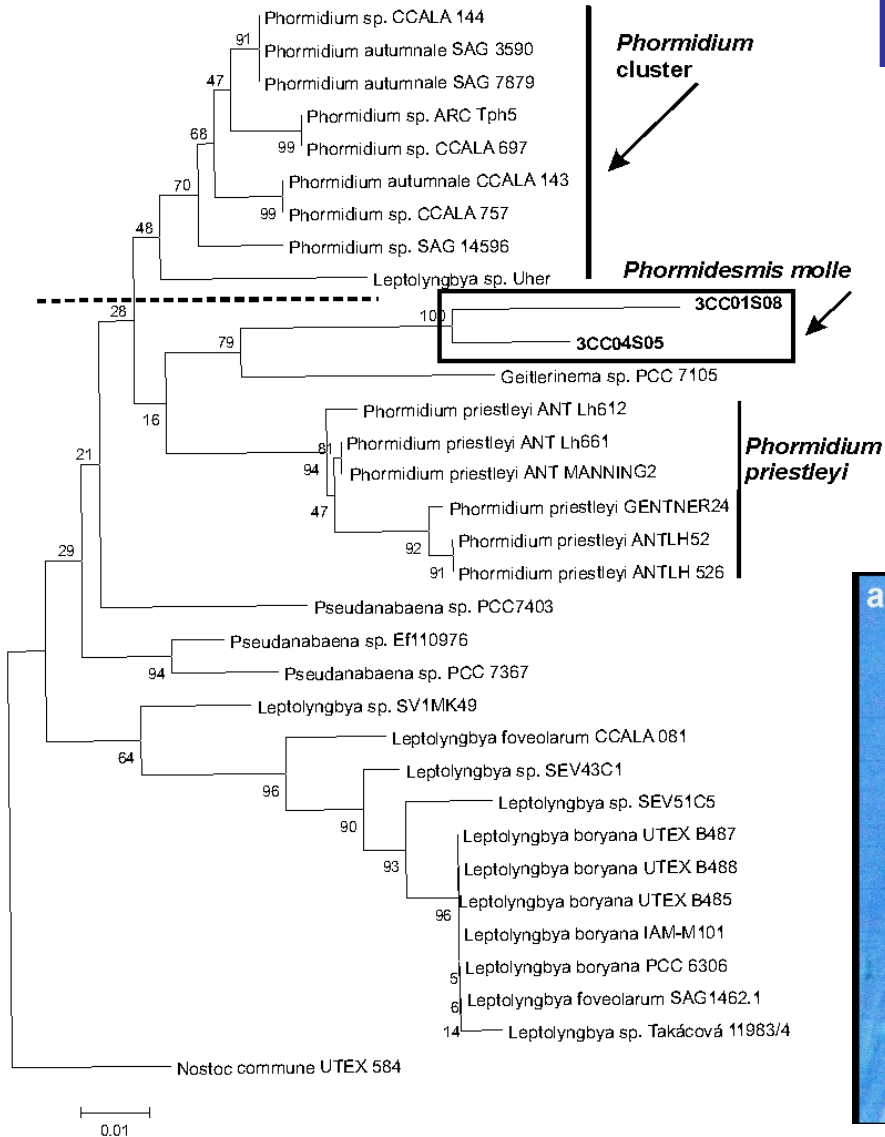 Phormidium sp. CCALA 144
91
Phormidium autumnale SAG 3590
Phormidium autumnale SAG 7879
47
Phormidium sp. ARC Tph5
99
Phormidium sp. CCALA 697
68
Phormidium autumnale CCALA 143
99
Phormidium sp. CCALA 757
70
Phormidium sp. SAG 14596
48
Leptolyngbya sp. Uher
Phormidium
cluster
Phormidesmis molle
28
100
3CC01S08
3CC04S05
79
Geitlerinema sp. PCC 7105
16
Phormidium priestleyi ANT Lh612
81
Phormidium priestleyi ANT Lh661
94
Phormidium priestleyi ANT MANNING2
47
Phormidium priestleyi GENTNER24
92
Phormidium priestleyi ANTLH52
91
Phormidium priestleyi ANTLH 526
Phormidium
priestleyi
21
29
Pseudanabaena sp. PCC7403
Pseudanabaena sp. Ef110976
94
Pseudanabaena sp. PCC 7367
Leptolyngbya sp. SV1MK49
64
Leptolyngbya foveolarum CCALA 081
96
Leptolyngbya sp. SEV43C1
90
Leptolyngbya sp. SEV51C5
93
Leptolyngbya boryana UTEX B487
Leptolyngbya boryana UTEX B488
96
Leptolyngbya boryana UTEX B485
Leptolyngbya boryana IAM-M101
5
Leptolyngbya boryana PCC 6306
6
Leptolyngbya foveolarum SAG1462.1
14
Leptolyngbya sp. Takácová 11983/4
Nostoc commune UTEX 584
0.01
a